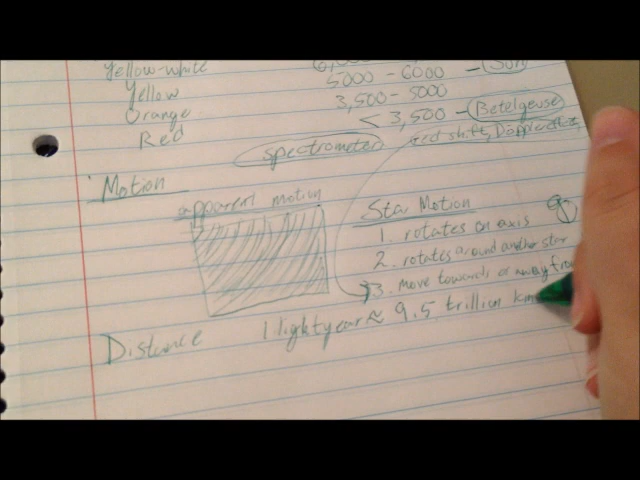 Yellow-white 6,
Yellow 5000 - 6000 - Sun
Orange 3,500 - 5000
Red < 3,500 - Betelgeuse
spectrometer red shift, Doppler
Motion
apparent motion
Star Motion
1. rotates on axis
2. rotates around another star
3. move towards or away from
Distance 1 lightyear ≈ 9.5 trillion km